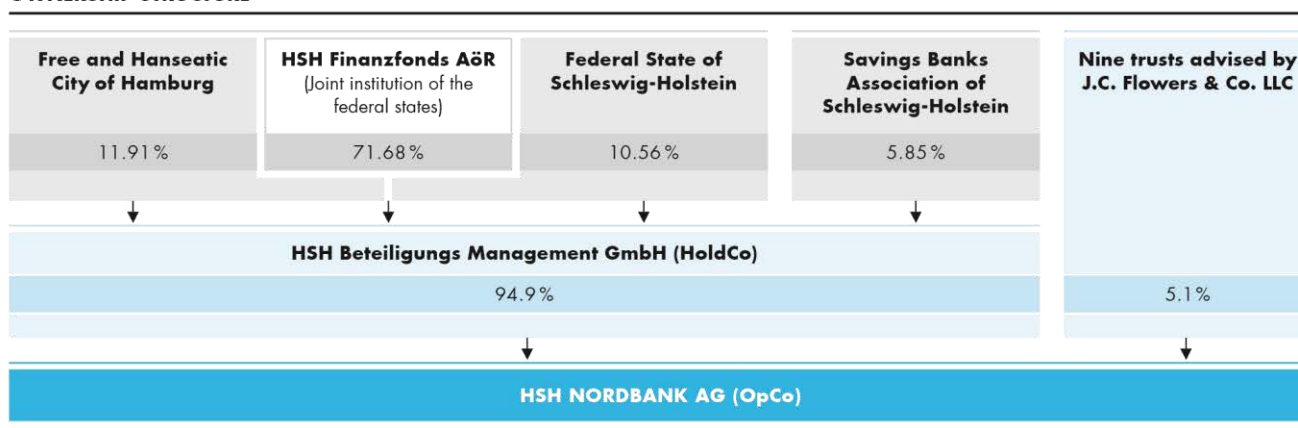 Free and Hanseatic
City of Hamburg
11.91%
HSH Finanzfonds AöR
(Joint institution of the
federal states)
71.68%
Federal State of
Schleswig-Holstein
10.56%
Savings Banks
Association of
Schleswig-Holstein
5.85%
Nine trusts advised by
J.C. Flowers & Co. LLC
HSH Beteiligungs Management GmbH (HoldCo)
94.9%
5.1%
HSH NORDBANK AG (OpCo)